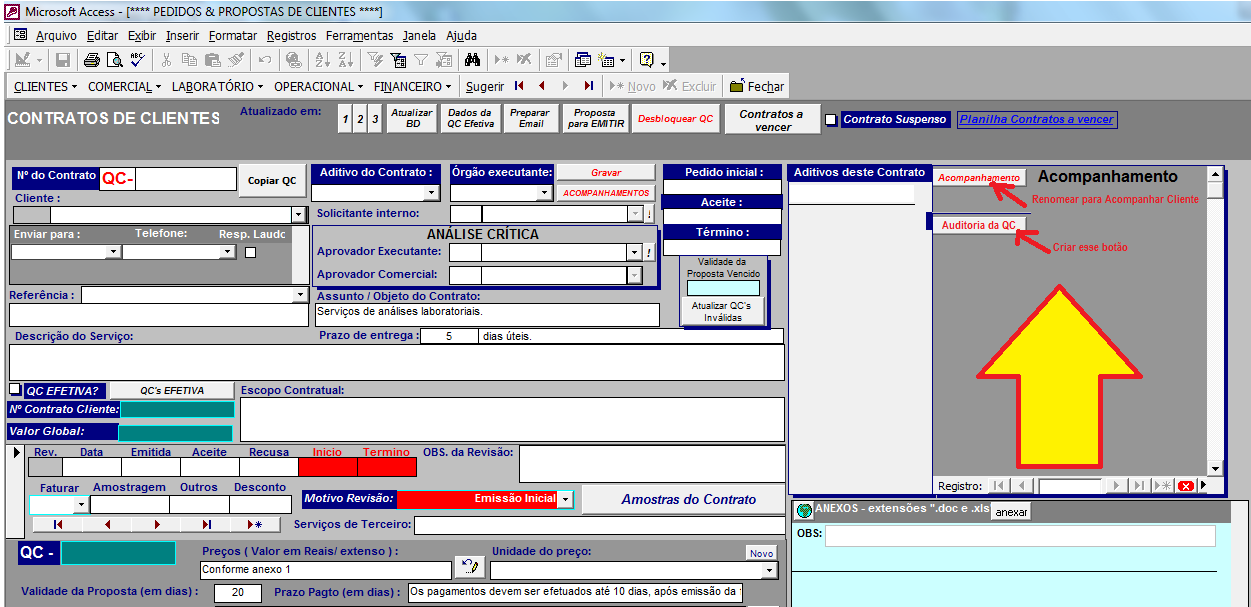 Microsoft Access - [**** PEDIDOS & PROPOSTAS DE CLIENTES ****]
Arquivo Editar Exibir Inserir Formatar Registros Ferramentas Janela Ajuda
CLIENTES COMERCIAL LABORATÓRIO OPERACIONAL FINANCEIRO Sugerir Novo Excluir Fechar
CONTRATOS DE CLIENTES
Atualizado em:
1 2 3
Atualizar BD
Dados da QC Efetiva
Preparar Email
Proposta para EMITIR
Desbloquear QC
Contratos a vencer
Contrato Suspenso
Planilha Contratos a vencer
Nº do Contrato QC-
Copiar QC
Aditivo do Contrato :
Órgão executante:
Gravar
ACOMPANHAMENTOS
Pedido inicial :
Aceite :
Término :
Aditivos deste Contrato
Acompanhamento
Acompanhamento
Renomear para Acompanhar Cliente
Auditoria da QC
Criar esse botão
Cliente :
Solicitante interno:
!
Enviar para :
Telefone:
Resp. Laudo
ANÁLISE CRÍTICA
Aprovador Executante:
!
Aprovador Comercial:
Validade da
Proposta Vencido
Atualizar QC's
Inválidas
Referência :
Assunto / Objeto do Contrato:
Serviços de análises laboratoriais.
Descrição do Serviço:
Prazo de entrega : 5 dias úteis.
QC EFETIVA?
QC's EFETIVA
Escopo Contratual:
Nº Contrato Cliente:
Valor Global:
Rev. Data Emitida Aceite Recusa Inicio Termino
OBS. da Revisão:
Faturar Amostragem Outros Desconto
Motivo Revisão: Emissão Inicial
Amostras do Contrato
Serviços de Terceiro:
Registro:
ANEXOS - extensões ".doc e .xls"
anexar
OBS:
QC -
Preços ( Valor em Reais/ extenso ) :
Conforme anexo 1
Unidade do preço:
Novo
Validade da Proposta (em dias) : 20
Prazo Pagto (em dias) : Os pagamentos devem ser efetuados até 10 dias, após emissão da